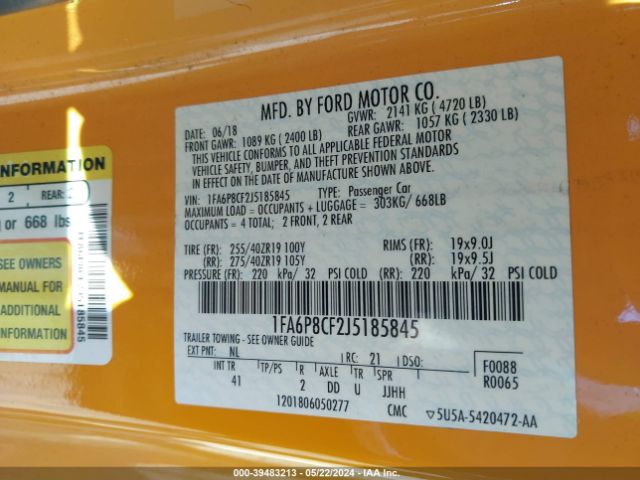 INFORMATION
2 REAR: 2
or 668 lbs
SEE OWNERS
MANUAL FOR
ADDITIONAL
INFORMATION
MFD. BY FORD MOTOR CO.
DATE: 06/18 GVWR: 2141 KG ( 4720 LB)
FRONT GAWR: 1089 KG ( 2400 LB) REAR GAWR: 1057 KG ( 2330 LB)
THIS VEHICLE CONFORMS TO ALL APPLICABLE FEDERAL MOTOR
VEHICLE SAFETY, BUMPER, AND THEFT PREVENTION STANDARDS
IN EFFECT ON THE DATE OF MANUFACTURE SHOWN ABOVE.
VIN: 1FA6P8CF2J5185845 TYPE: Passenger Car
MAXIMUM LOAD = OCCUPANTS + LUGGAGE = 303KG/ 668LB
OCCUPANTS = 4 TOTAL; 2 FRONT, 2 REAR
TIRE (FR): 255/40ZR19 100Y RIMS (FR): 19x9.0J
(RR): 275/40ZR19 105Y (RR): 19x9.5J
PRESSURE (FR): 220 kPa/ 32 PSI COLD (RR): 220 kPa/ 32 PSI COLD
1FA6P8CF2J5185845
TRAILER TOWING - SEE OWNER GUIDE
EXT PNT: NL RC: 21 DSO: F0088
INT TR TP/PS R AXLE TR SPR R0065
41 2 DD U JJHH
1201806050277 CMC ▽5U5A-5420472-AA
000-39483213 - 05/22/2024 - IAA Inc.